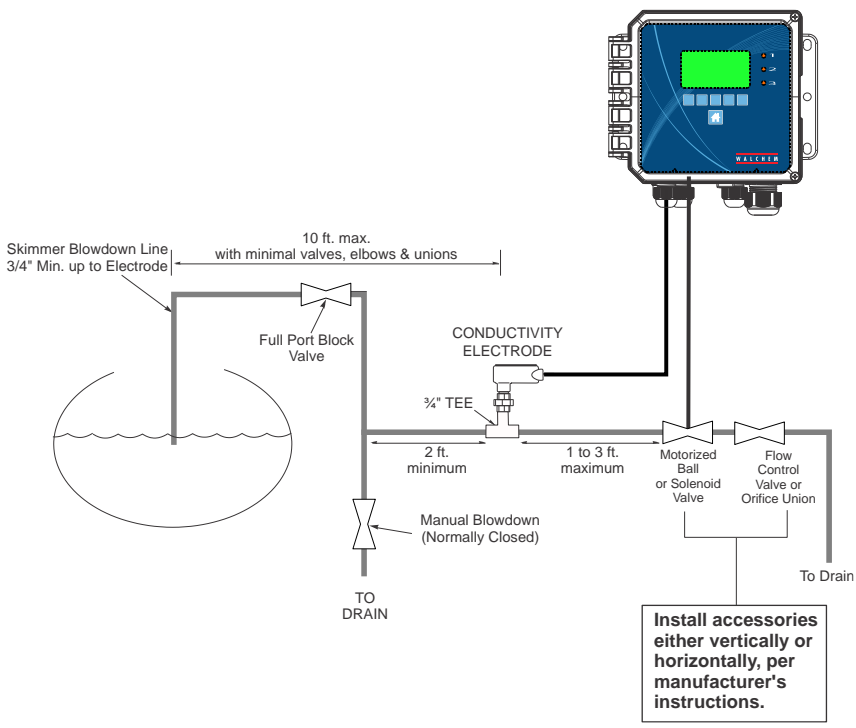 1
2
3
WALCHEM
10 ft. max.
with minimal valves, elbows & unions
Skimmer Blowdown Line
3/4" Min. up to Electrode
Full Port Block
Valve
CONDUCTIVITY
ELECTRODE
¾" TEE
2 ft.
minimum
1 to 3 ft.
maximum
Motorized
Ball
or Solenoid
Valve
Flow
Control
Valve or
Orifice Union
Manual Blowdown
(Normally Closed)
TO
DRAIN
To Drain
Install accessories
either vertically or
horizontally, per
manufacturer's
instructions.